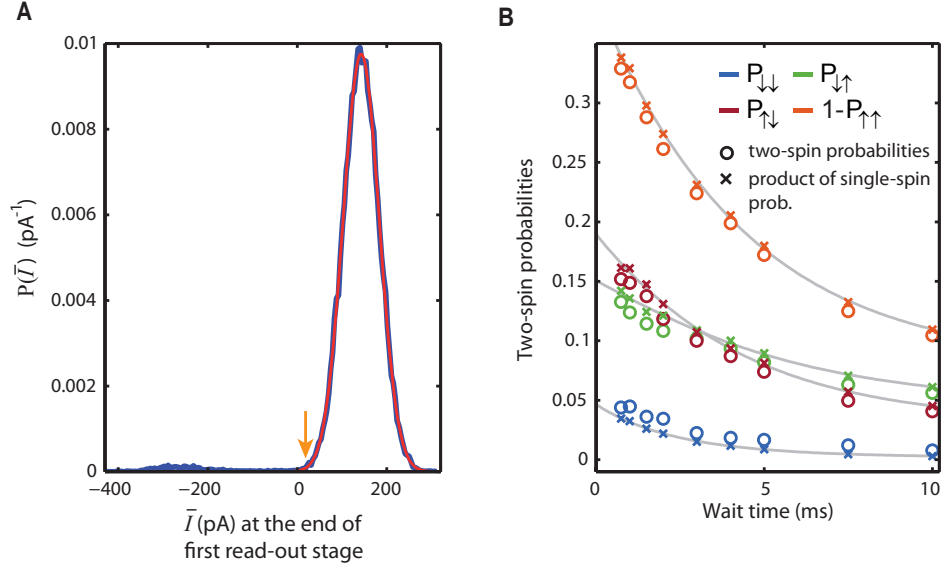 A
0.01
0.008
0.006
0.004
0.002
0
P(Ī) (pA⁻¹)
−400
−200
0
200
Ī (pA) at the end of
first read-out stage
B
P↓↓
P↓↑
P↑↓
1-P↑↑
two-spin probabilities
product of single-spin
prob.
0.3
0.25
0.2
0.15
0.1
0.05
0
Two-spin probabilities
0
5
10
Wait time (ms)